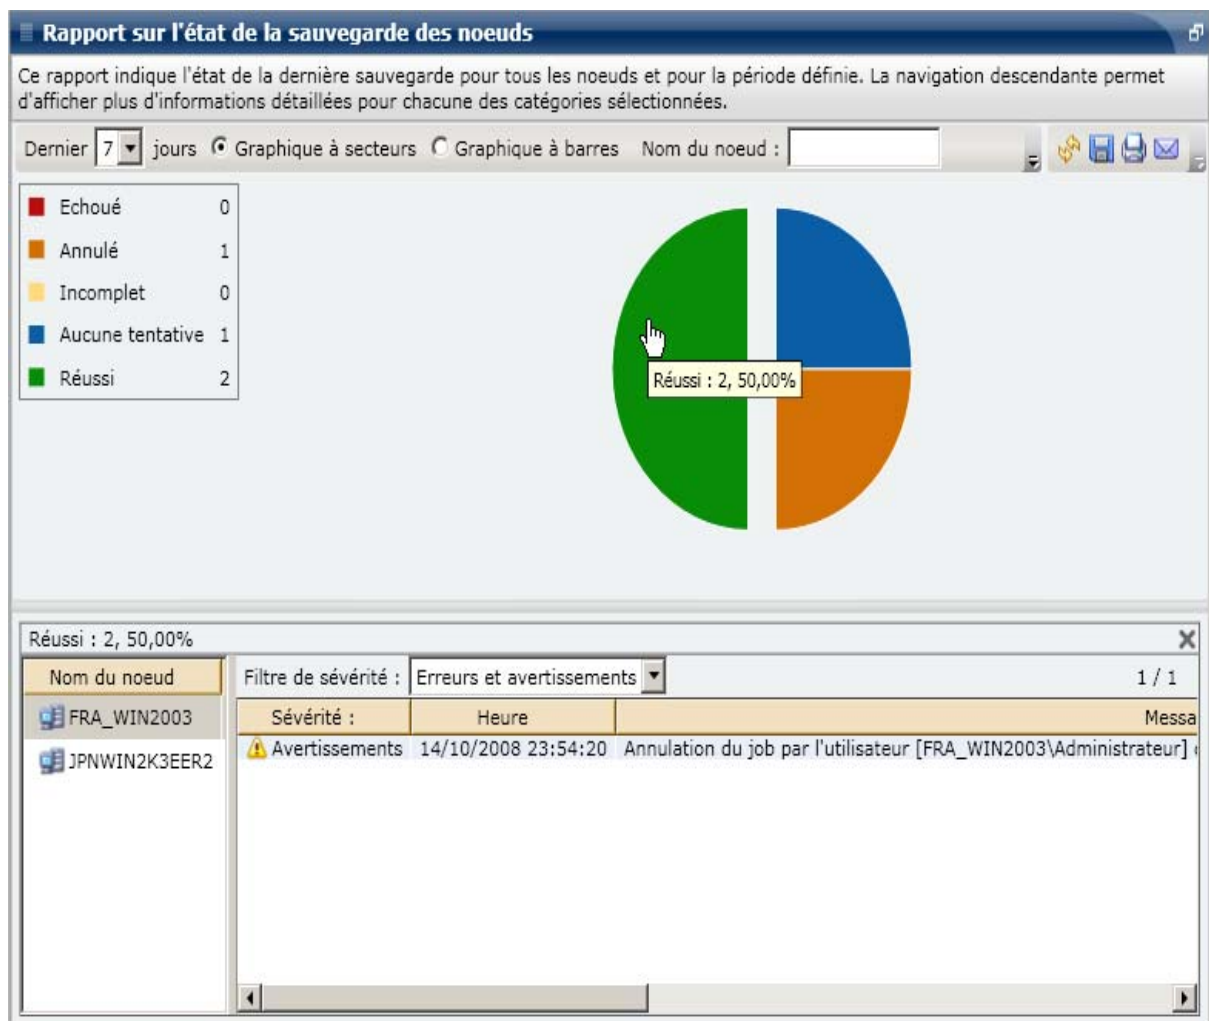 Rapport sur l'état de la sauvegarde des noeuds
Ce rapport indique l'état de la dernière sauvegarde pour tous les noeuds et pour la période définie. La navigation descendante permet
d'afficher plus d'informations détaillées pour chacune des catégories sélectionnées.
Dernier 7 jours Graphique à secteurs Graphique à barres Nom du noeud :
Echoué 0
Annulé 1
Incomplet 0
Aucune tentative 1
Réussi 2
Réussi : 2, 50,00%
Réussi : 2, 50,00%
Nom du noeud
Filtre de sévérité : Erreurs et avertissements 1 / 1
FRA_WIN2003
JPNWIN2K3EER2
Sévérité : Heure Messa
Avertissements 14/10/2008 23:54:20 Annulation du job par l'utilisateur [FRA_WIN2003\Administrateur]